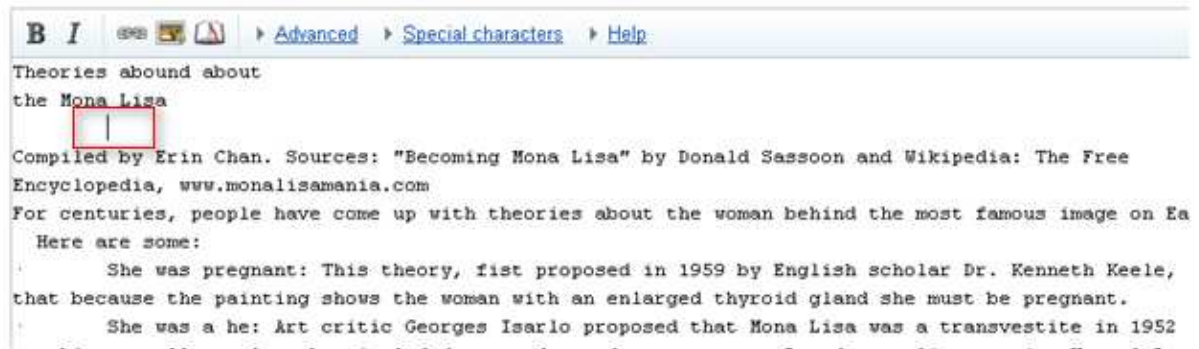 B I Advanced Special characters Help
Theories abound about
the Mona Lisa
Compiled by Erin Chan. Sources: "Becoming Mona Lisa" by Donald Sassoon and Wikipedia: The Free
Encyclopedia, www.monalisamania.com
For centuries, people have come up with theories about the woman behind the most famous image on Ea
Here are some:
· She was pregnant: This theory, fist proposed in 1959 by English scholar Dr. Kenneth Keele,
that because the painting shows the woman with an enlarged thyroid gland she must be pregnant.
· She was a he: Art critic Georges Isarlo proposed that Mona Lisa was a transvestite in 1952